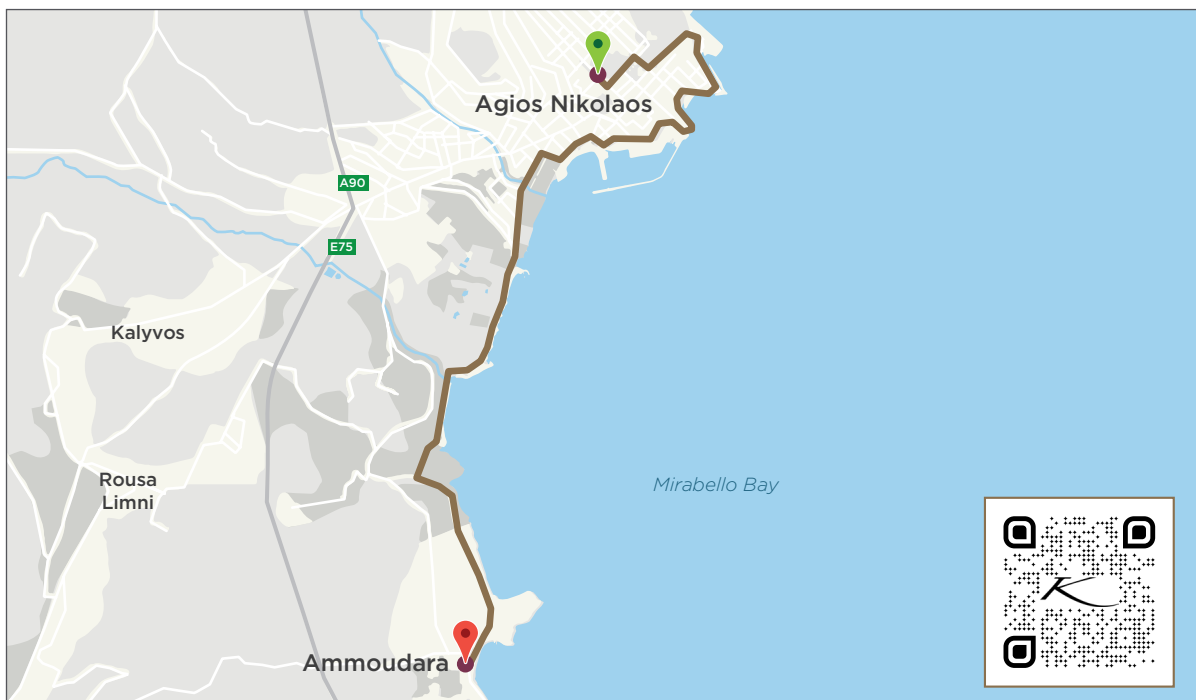 Agios Nikolaos
A90
E75
Kalyvos
Rousa
Limni
Mirabello Bay
Ammoudara
K